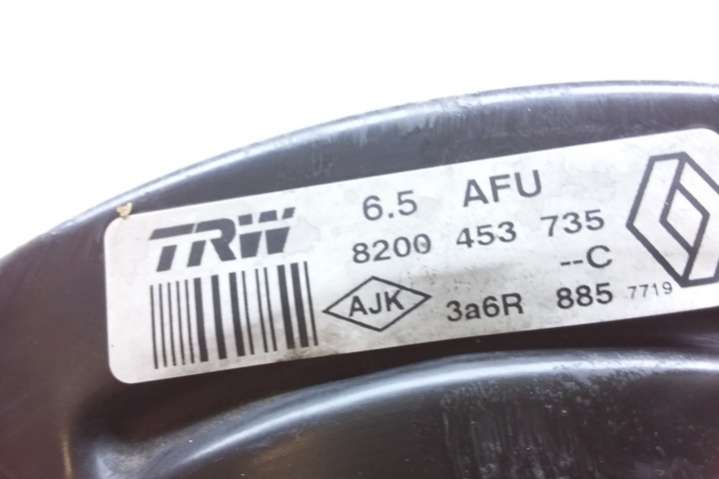 TRW 6.5 AFU
8200 453 735
--C
AJK 3a6R 885 7719